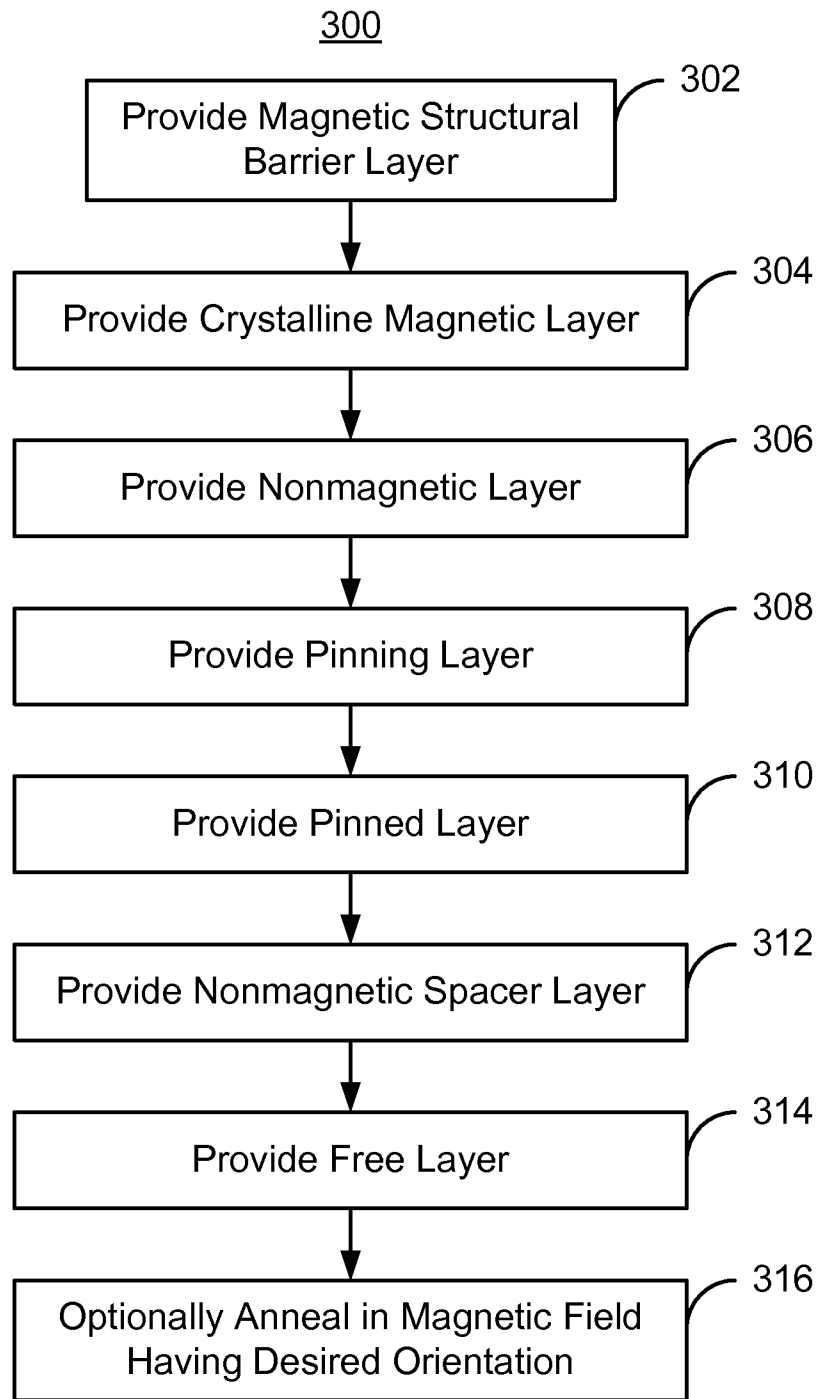 300
302
Provide Magnetic Structural
Barrier Layer
304
Provide Crystalline Magnetic Layer
306
Provide Nonmagnetic Layer
308
Provide Pinning Layer
310
Provide Pinned Layer
312
Provide Nonmagnetic Spacer Layer
314
Provide Free Layer
316
Optionally Anneal in Magnetic Field
Having Desired Orientation